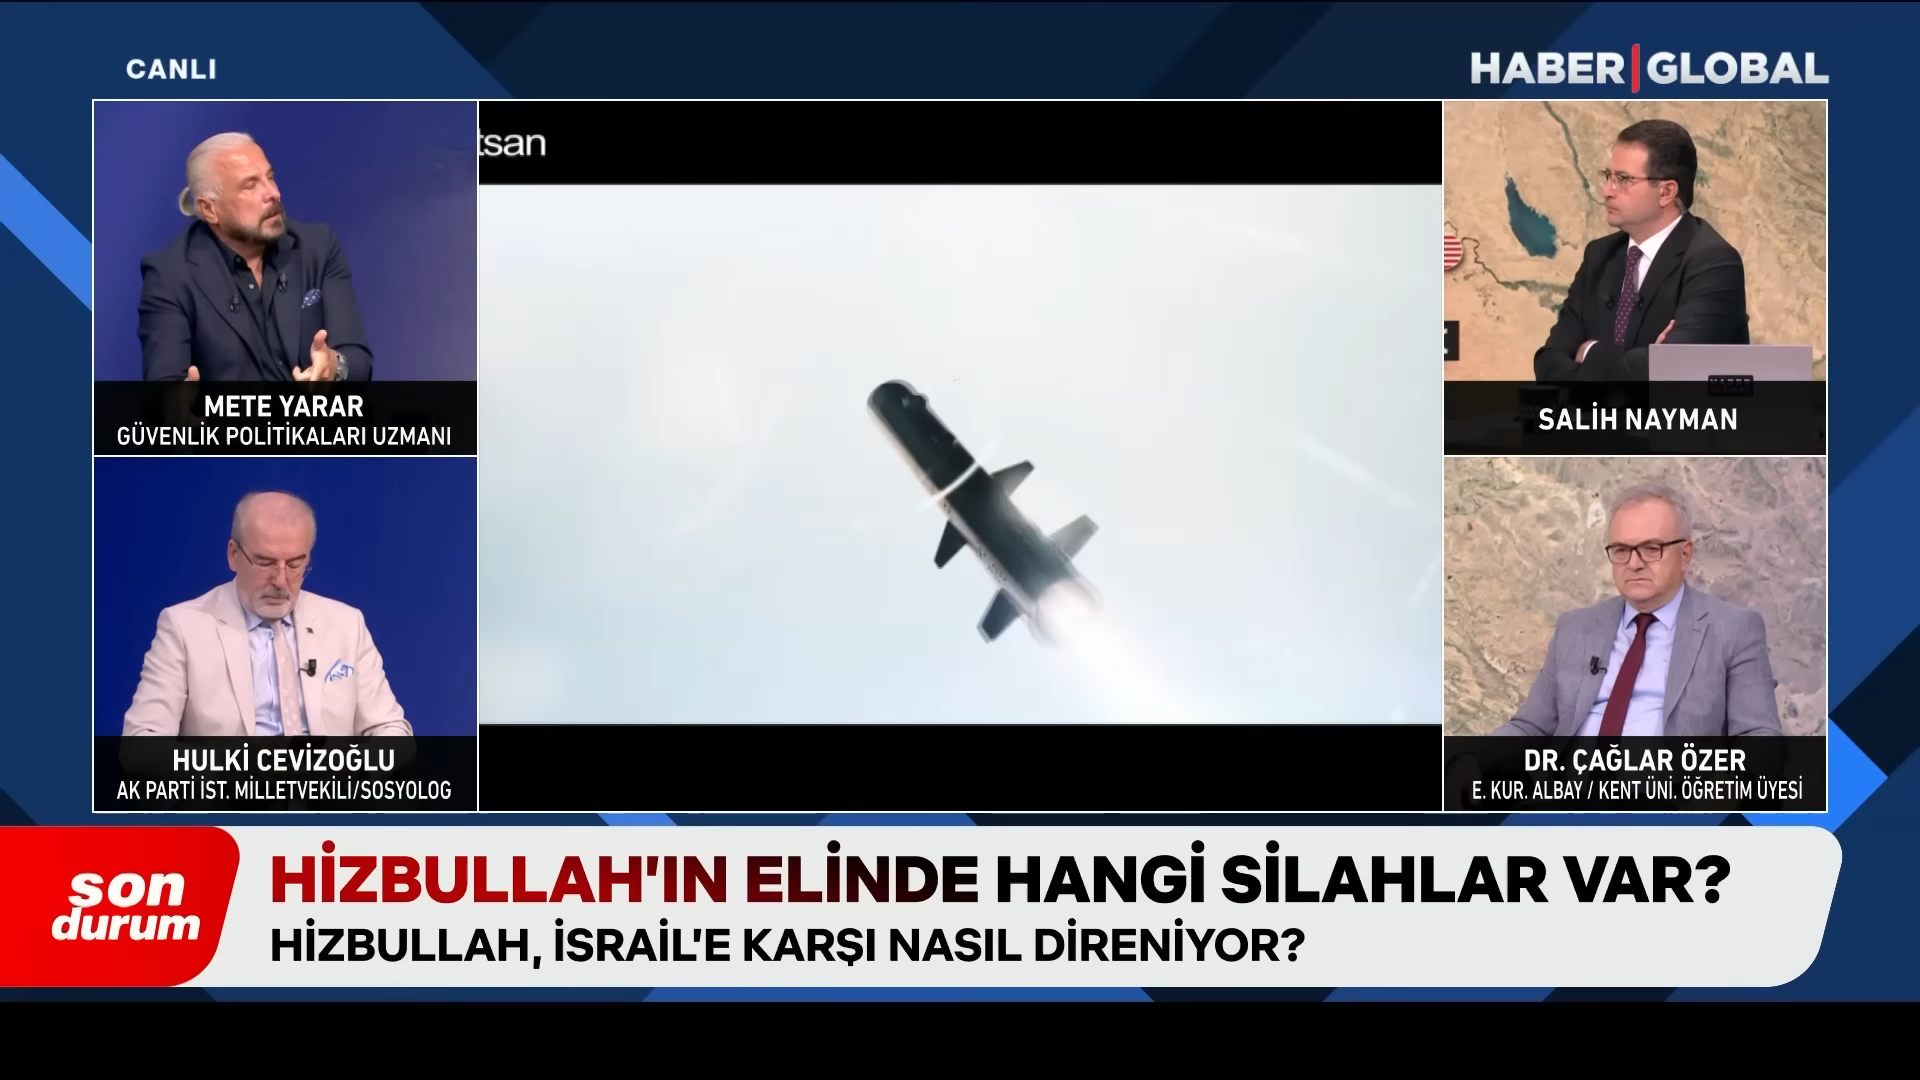 CANLI
HABER GLOBAL
tsan
METE YARAR
GÜVENLİK POLİTİKALARI UZMANI
SALİH NAYMAN
HULKİ CEVİZOĞLU
AK PARTİ İST. MİLLETVEKİLİ/SOSYOLOG
DR. ÇAĞLAR ÖZER
E. KUR. ALBAY / KENT ÜNİ. ÖĞRETİM ÜYESİ
son durum
HİZBULLAH'IN ELİNDE HANGİ SİLAHLAR VAR?
HİZBULLAH, İSRAİL'E KARŞI NASIL DİRENİYOR?